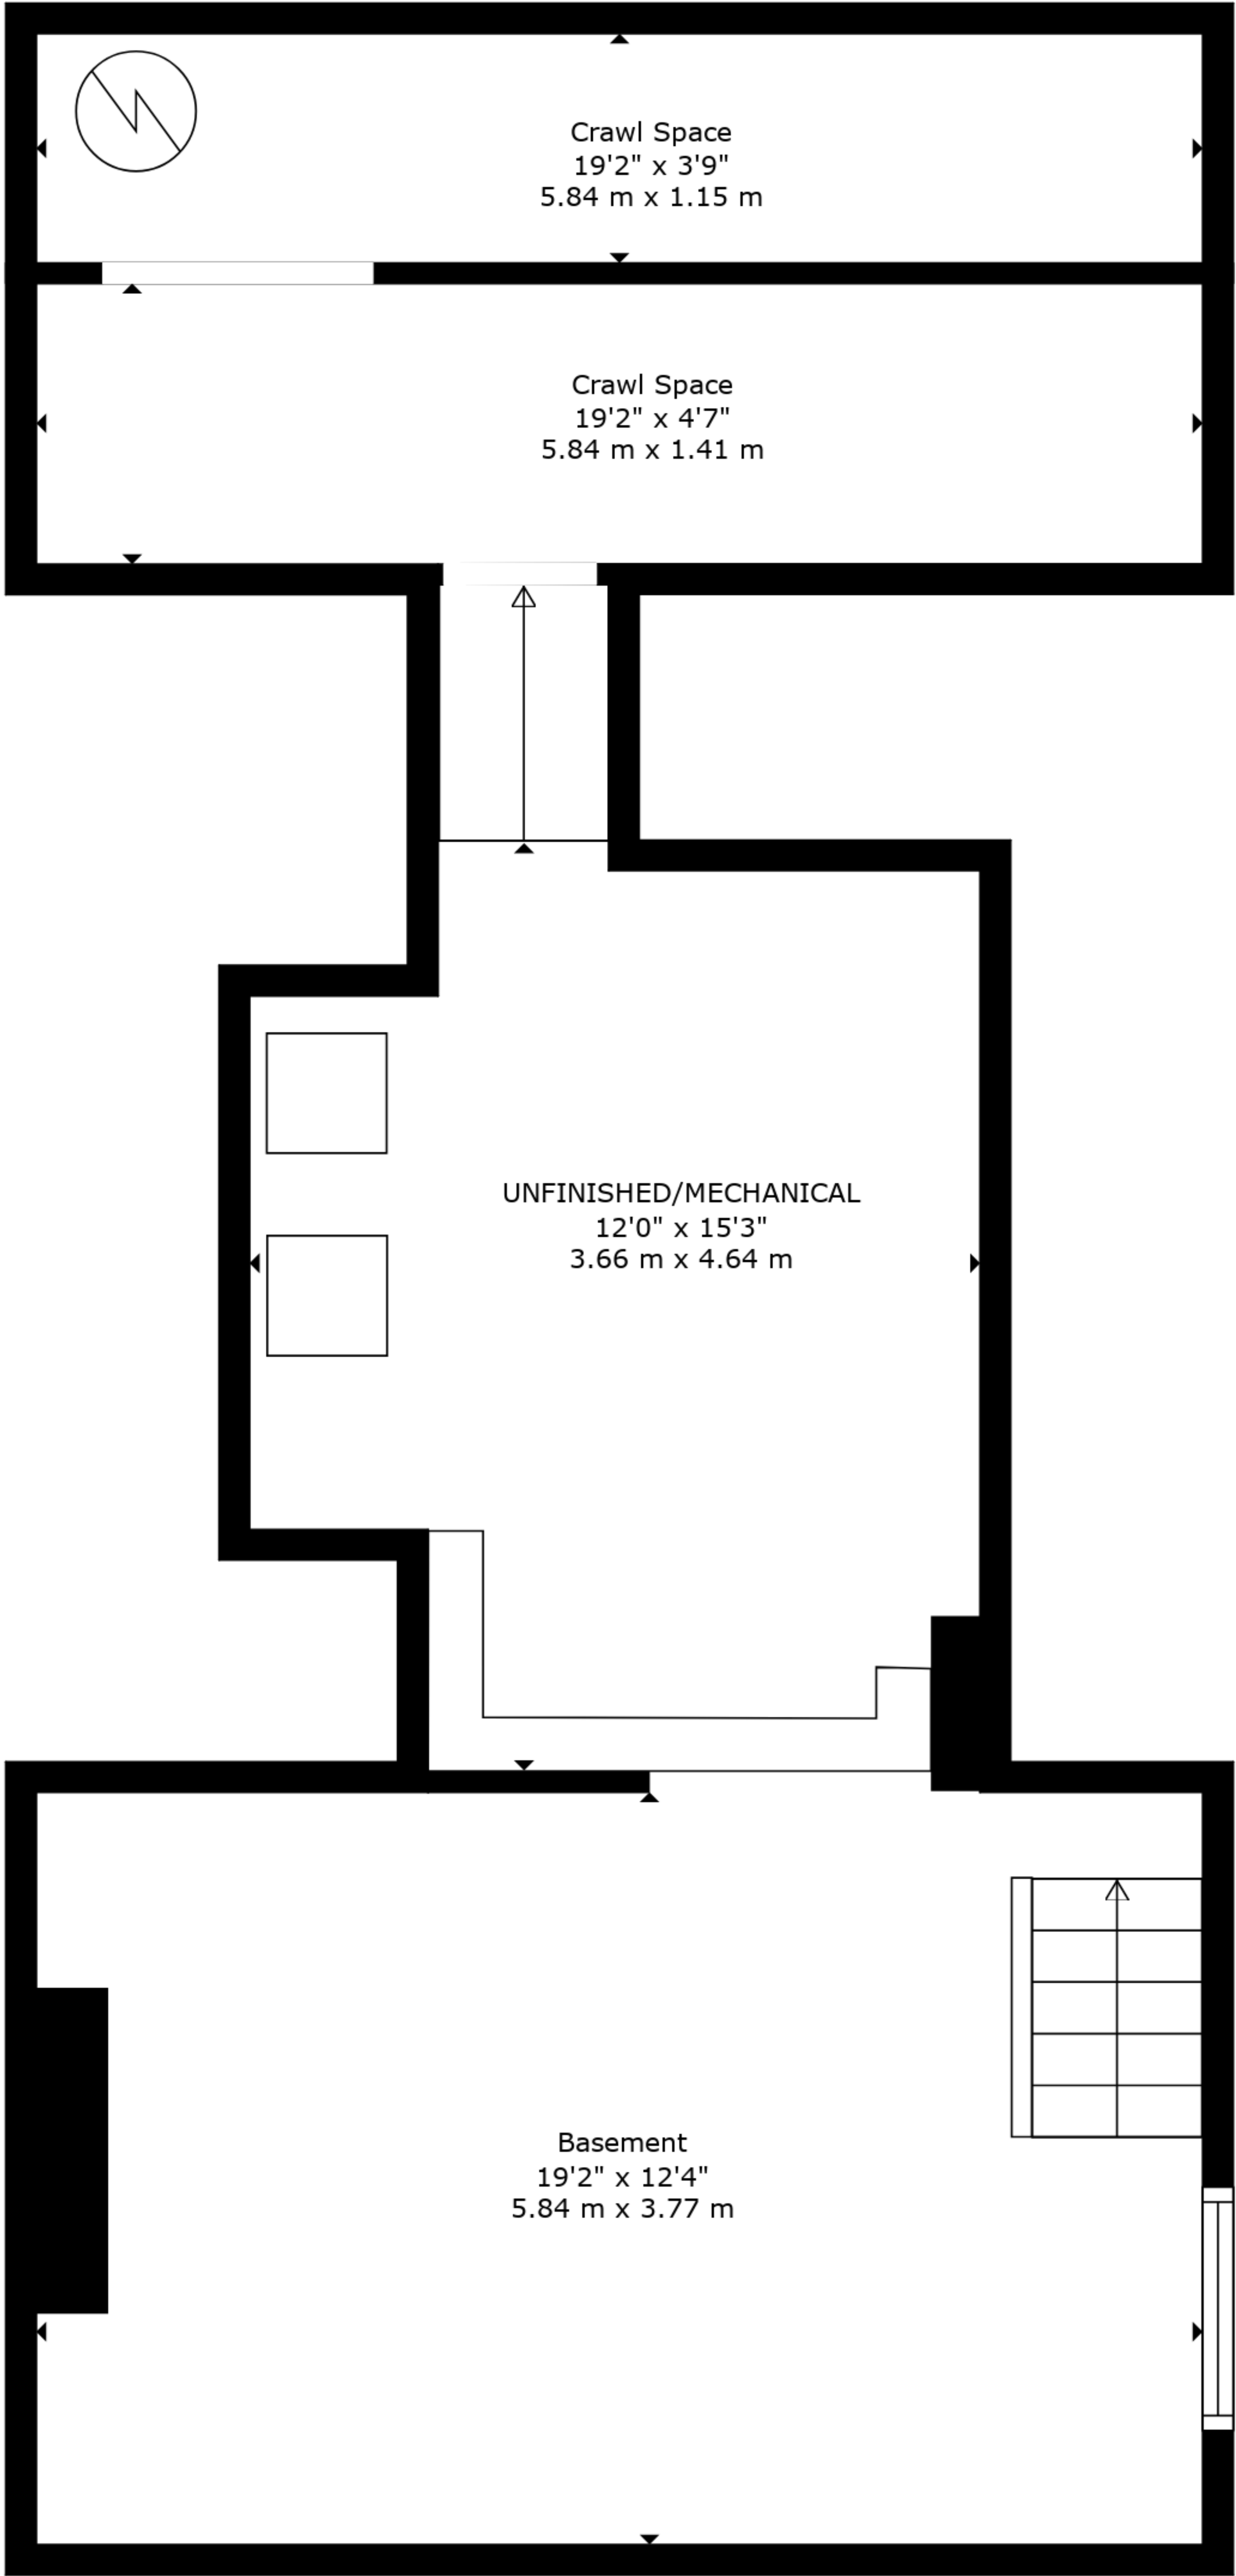 Crawl Space
19'2" x 3'9"
5.84 m x 1.15 m
Crawl Space
19'2" x 4'7"
5.84 m x 1.41 m
UNFINISHED/MECHANICAL
12'0" x 15'3"
3.66 m x 4.64 m
Basement
19'2" x 12'4"
5.84 m x 3.77 m